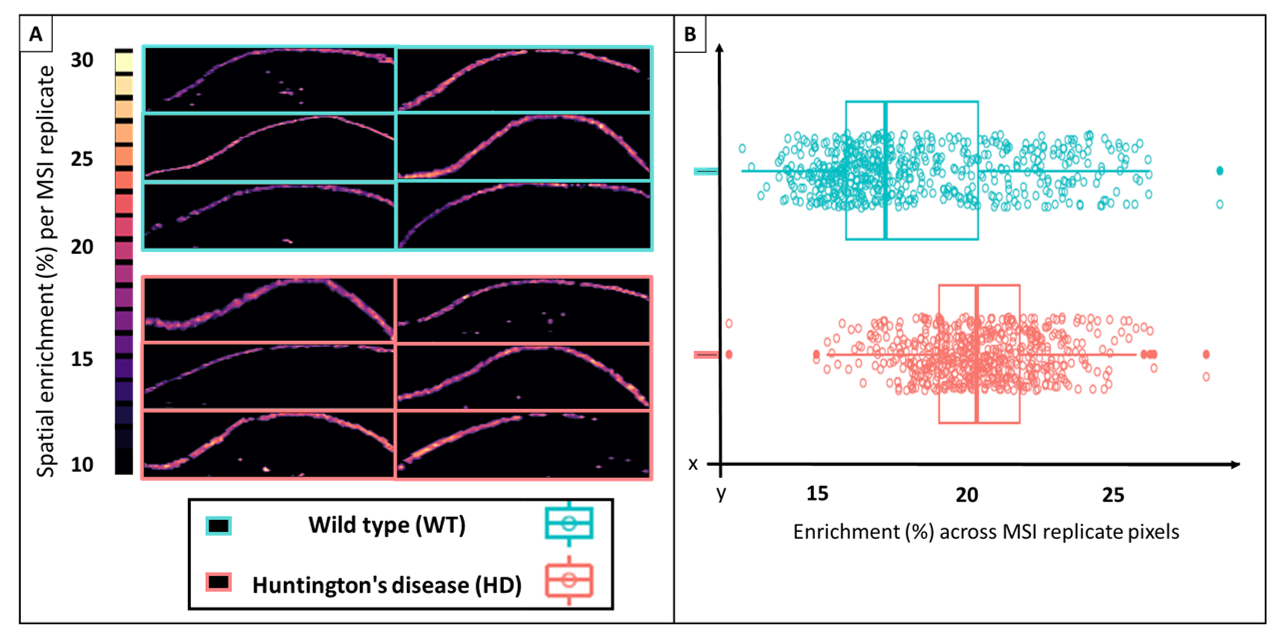 A
Spatial enrichment (%) per MSI replicate
30
25
20
15
10
Wild type (WT)
Huntington's disease (HD)
B
x
y
15
20
25
Enrichment (%) across MSI replicate pixels